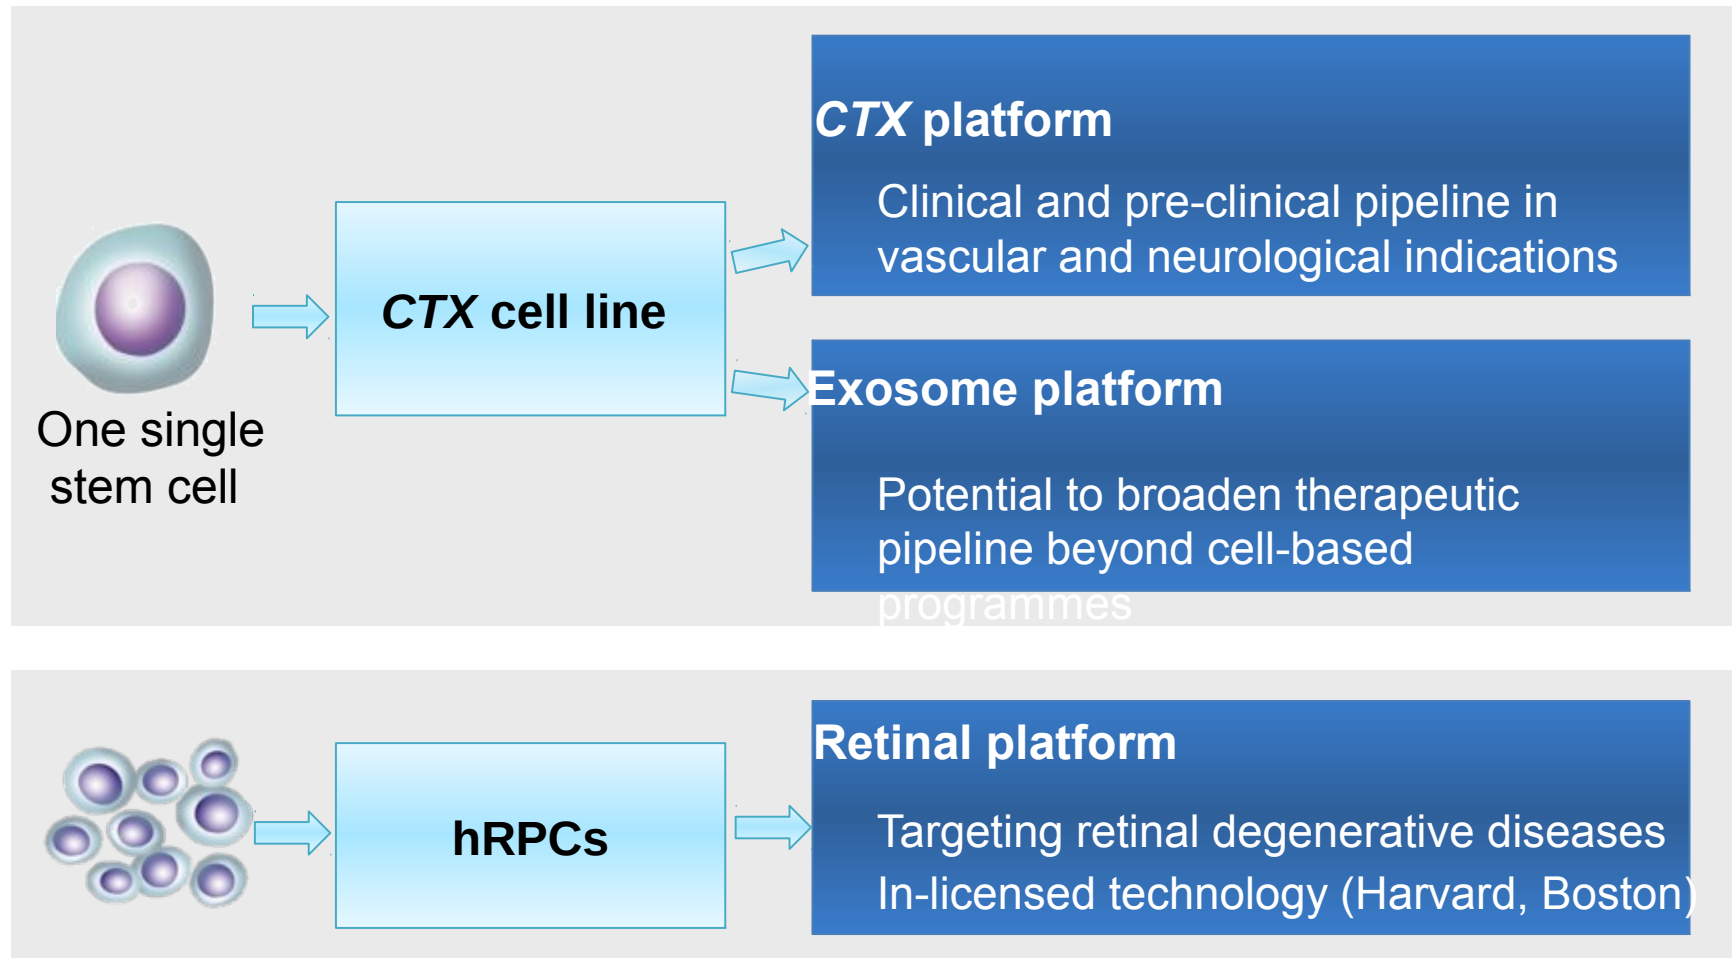 CTX platform
Clinical and pre-clinical pipeline in
vascular and neurological indications
CTX cell line
One single
stem cell
Exosome platform
Potential to broaden therapeutic
pipeline beyond cell-based
programmes
Retinal platform
hRPCs
Targeting retinal degenerative diseases
In-licensed technology (Harvard, Boston)